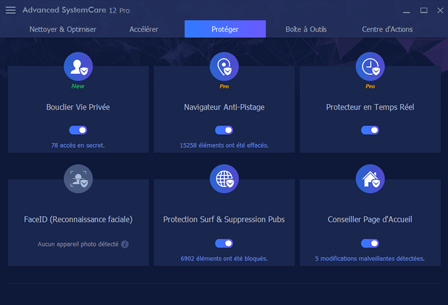 Advanced SystemCare 12 Pro
Nettoyer & Optimiser Accélérer Protéger Boîte à Outils Centre d'Actions
New Pro Pro
Bouclier Vie Privée Navigateur Anti-Pistage Protecteur en Temps Réel
78 accès en secret. 15258 éléments ont été effacés.
FaceID (Reconnaissance faciale) Protection Surf & Suppression Pubs Conseiller Page d'Accueil
Aucun appareil photo détecté i
6902 éléments ont été bloqués. 5 modifications malveillantes détectées.